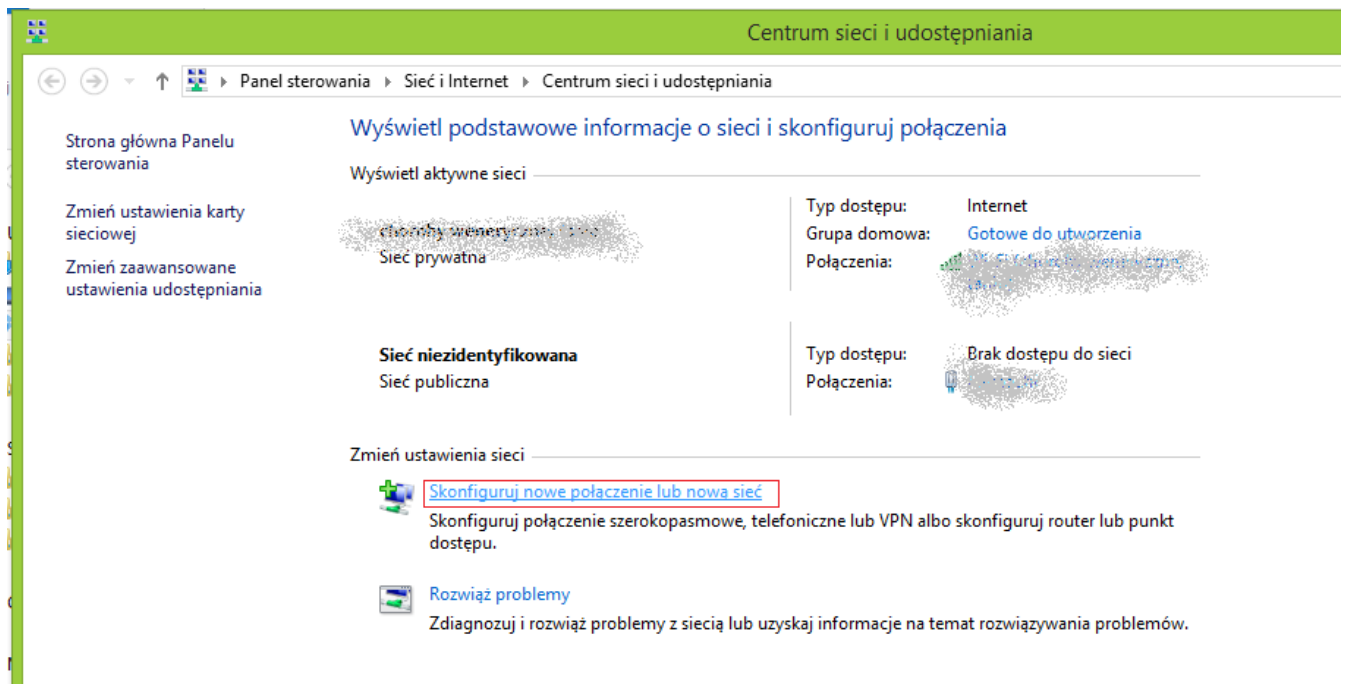 Centrum sieci i udostępniania
Panel sterowania Sieć i Internet Centrum sieci i udostępniania
Strona główna Panelu
sterowania
Zmień ustawienia karty
sieciowej
Zmień zaawansowane
ustawienia udostępniania
Wyświetl podstawowe informacje o sieci i skonfiguruj połączenia
Wyświetl aktywne sieci
Sieć prywatna
Typ dostępu: Internet
Grupa domowa: Gotowe do utworzenia
Połączenia:
Sieć niezidentyfikowana
Sieć publiczna
Typ dostępu: Brak dostępu do sieci
Połączenia:
Zmień ustawienia sieci
Skonfiguruj nowe połączenie lub nową sieć
Skonfiguruj połączenie szerokopasmowe, telefoniczne lub VPN albo skonfiguruj router lub punkt
dostępu.
Rozwiąż problemy
Zdiagnozuj i rozwiąż problemy z siecią lub uzyskaj informacje na temat rozwiązywania problemów.